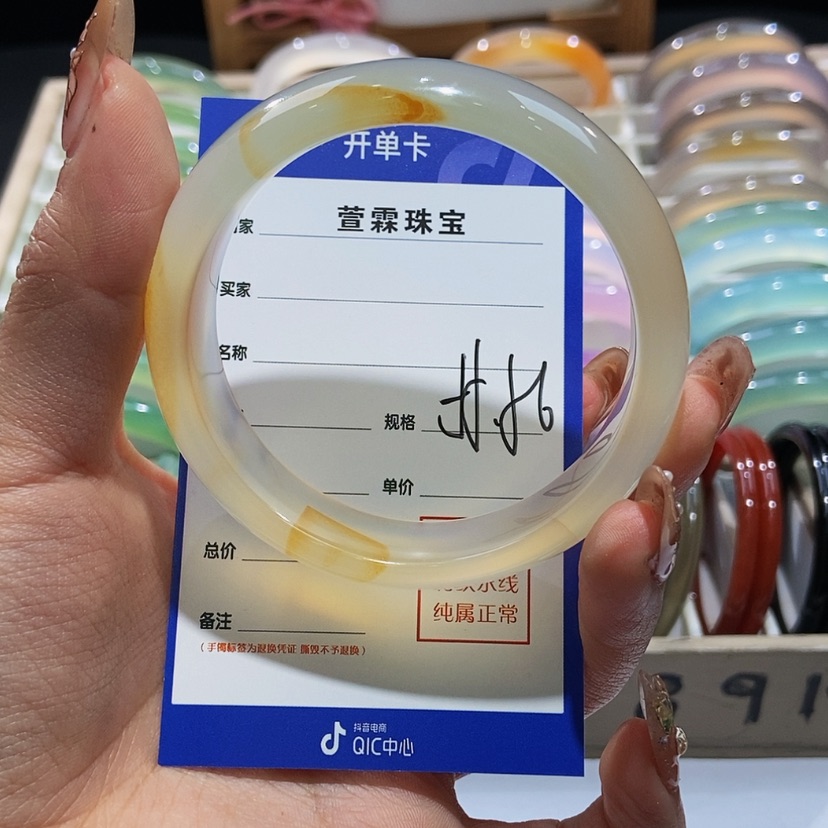 开单卡
家 萱霖珠宝
买家
名称
规格
单价
总价
纯属正常
备注
(手镯标签为退换凭证 撕毁不予退换)
抖音电商
QIC中心
891